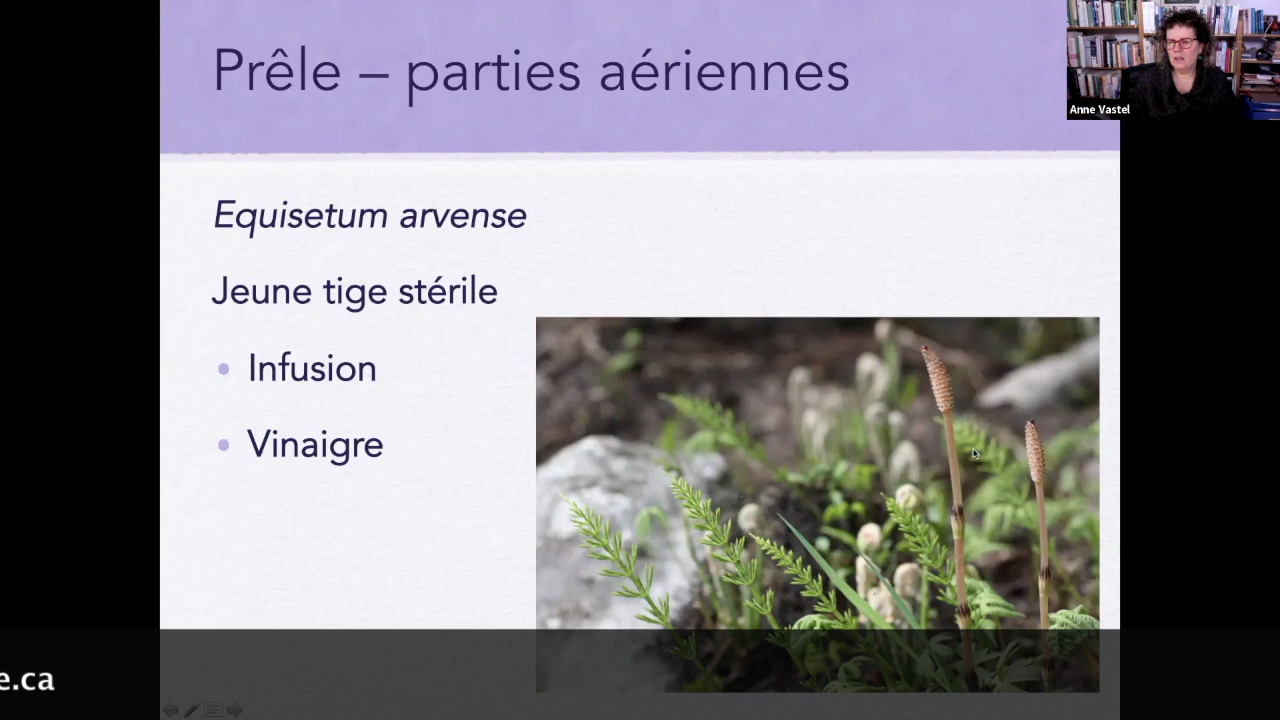 Prêle – parties aériennes
Anne Vastel
Equisetum arvense
Jeune tige stérile
• Infusion
• Vinaigre
e.ca